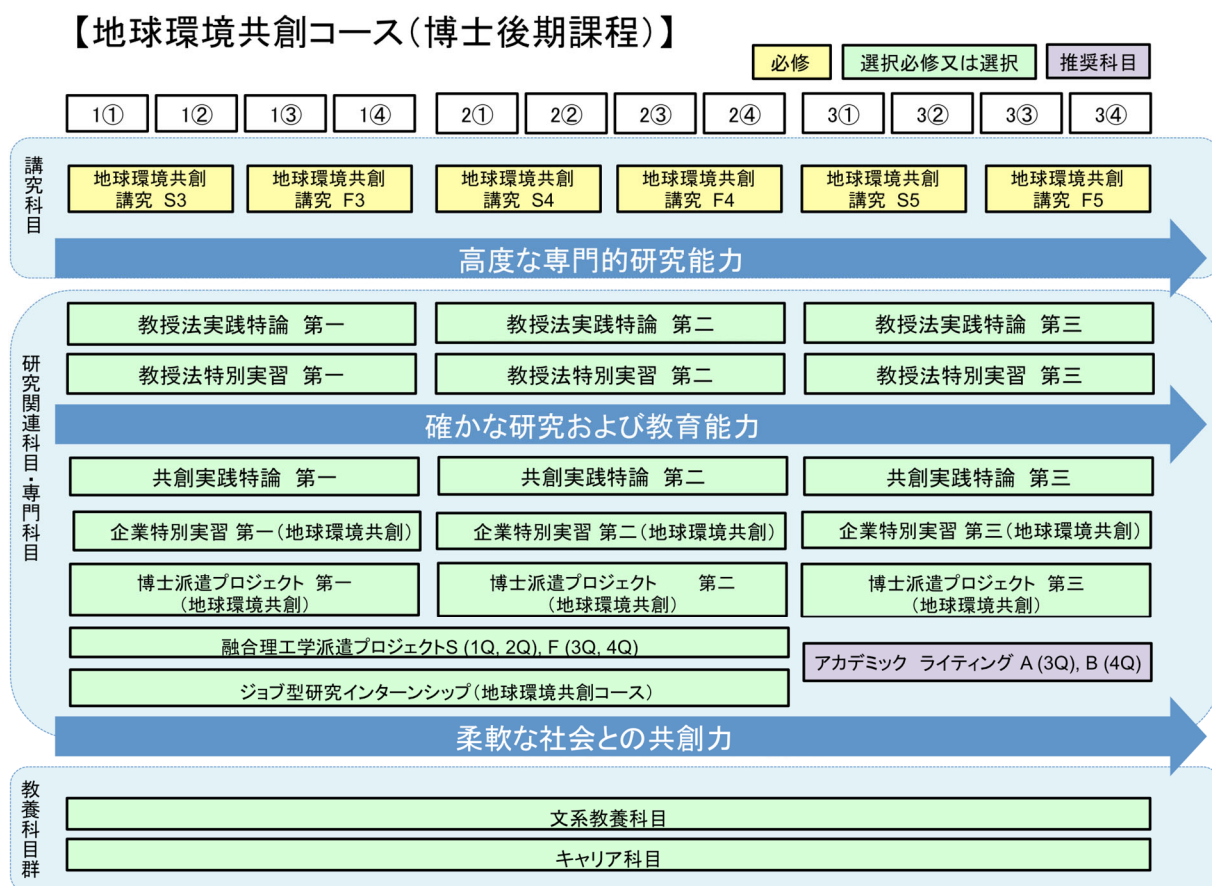 【地球環境共創コース（博士後期課程）】
必修
選択必修又は選択
推奨科目
1①
1②
1③
1④
2①
2②
2③
2④
3①
3②
3③
3④
講究科目
地球環境共創
講究 S3
地球環境共創
講究 F3
地球環境共創
講究 S4
地球環境共創
講究 F4
地球環境共創
講究 S5
地球環境共創
講究 F5
高度な専門的研究能力
研究関連科目・専門科目
教授法実践特論 第一
教授法実践特論 第二
教授法実践特論 第三
教授法特別実習 第一
教授法特別実習 第二
教授法特別実習 第三
確かな研究および教育能力
共創実践特論 第一
共創実践特論 第二
共創実践特論 第三
企業特別実習 第一（地球環境共創）
企業特別実習 第二（地球環境共創）
企業特別実習 第三（地球環境共創）
博士派遣プロジェクト 第一
（地球環境共創）
博士派遣プロジェクト 第二
（地球環境共創）
博士派遣プロジェクト 第三
（地球環境共創）
融合理工学派遣プロジェクトS (1Q, 2Q), F (3Q, 4Q)
アカデミック ライティング A (3Q), B (4Q)
ジョブ型研究インターンシップ（地球環境共創コース）
柔軟な社会との共創力
教養科目群
文系教養科目
キャリア科目